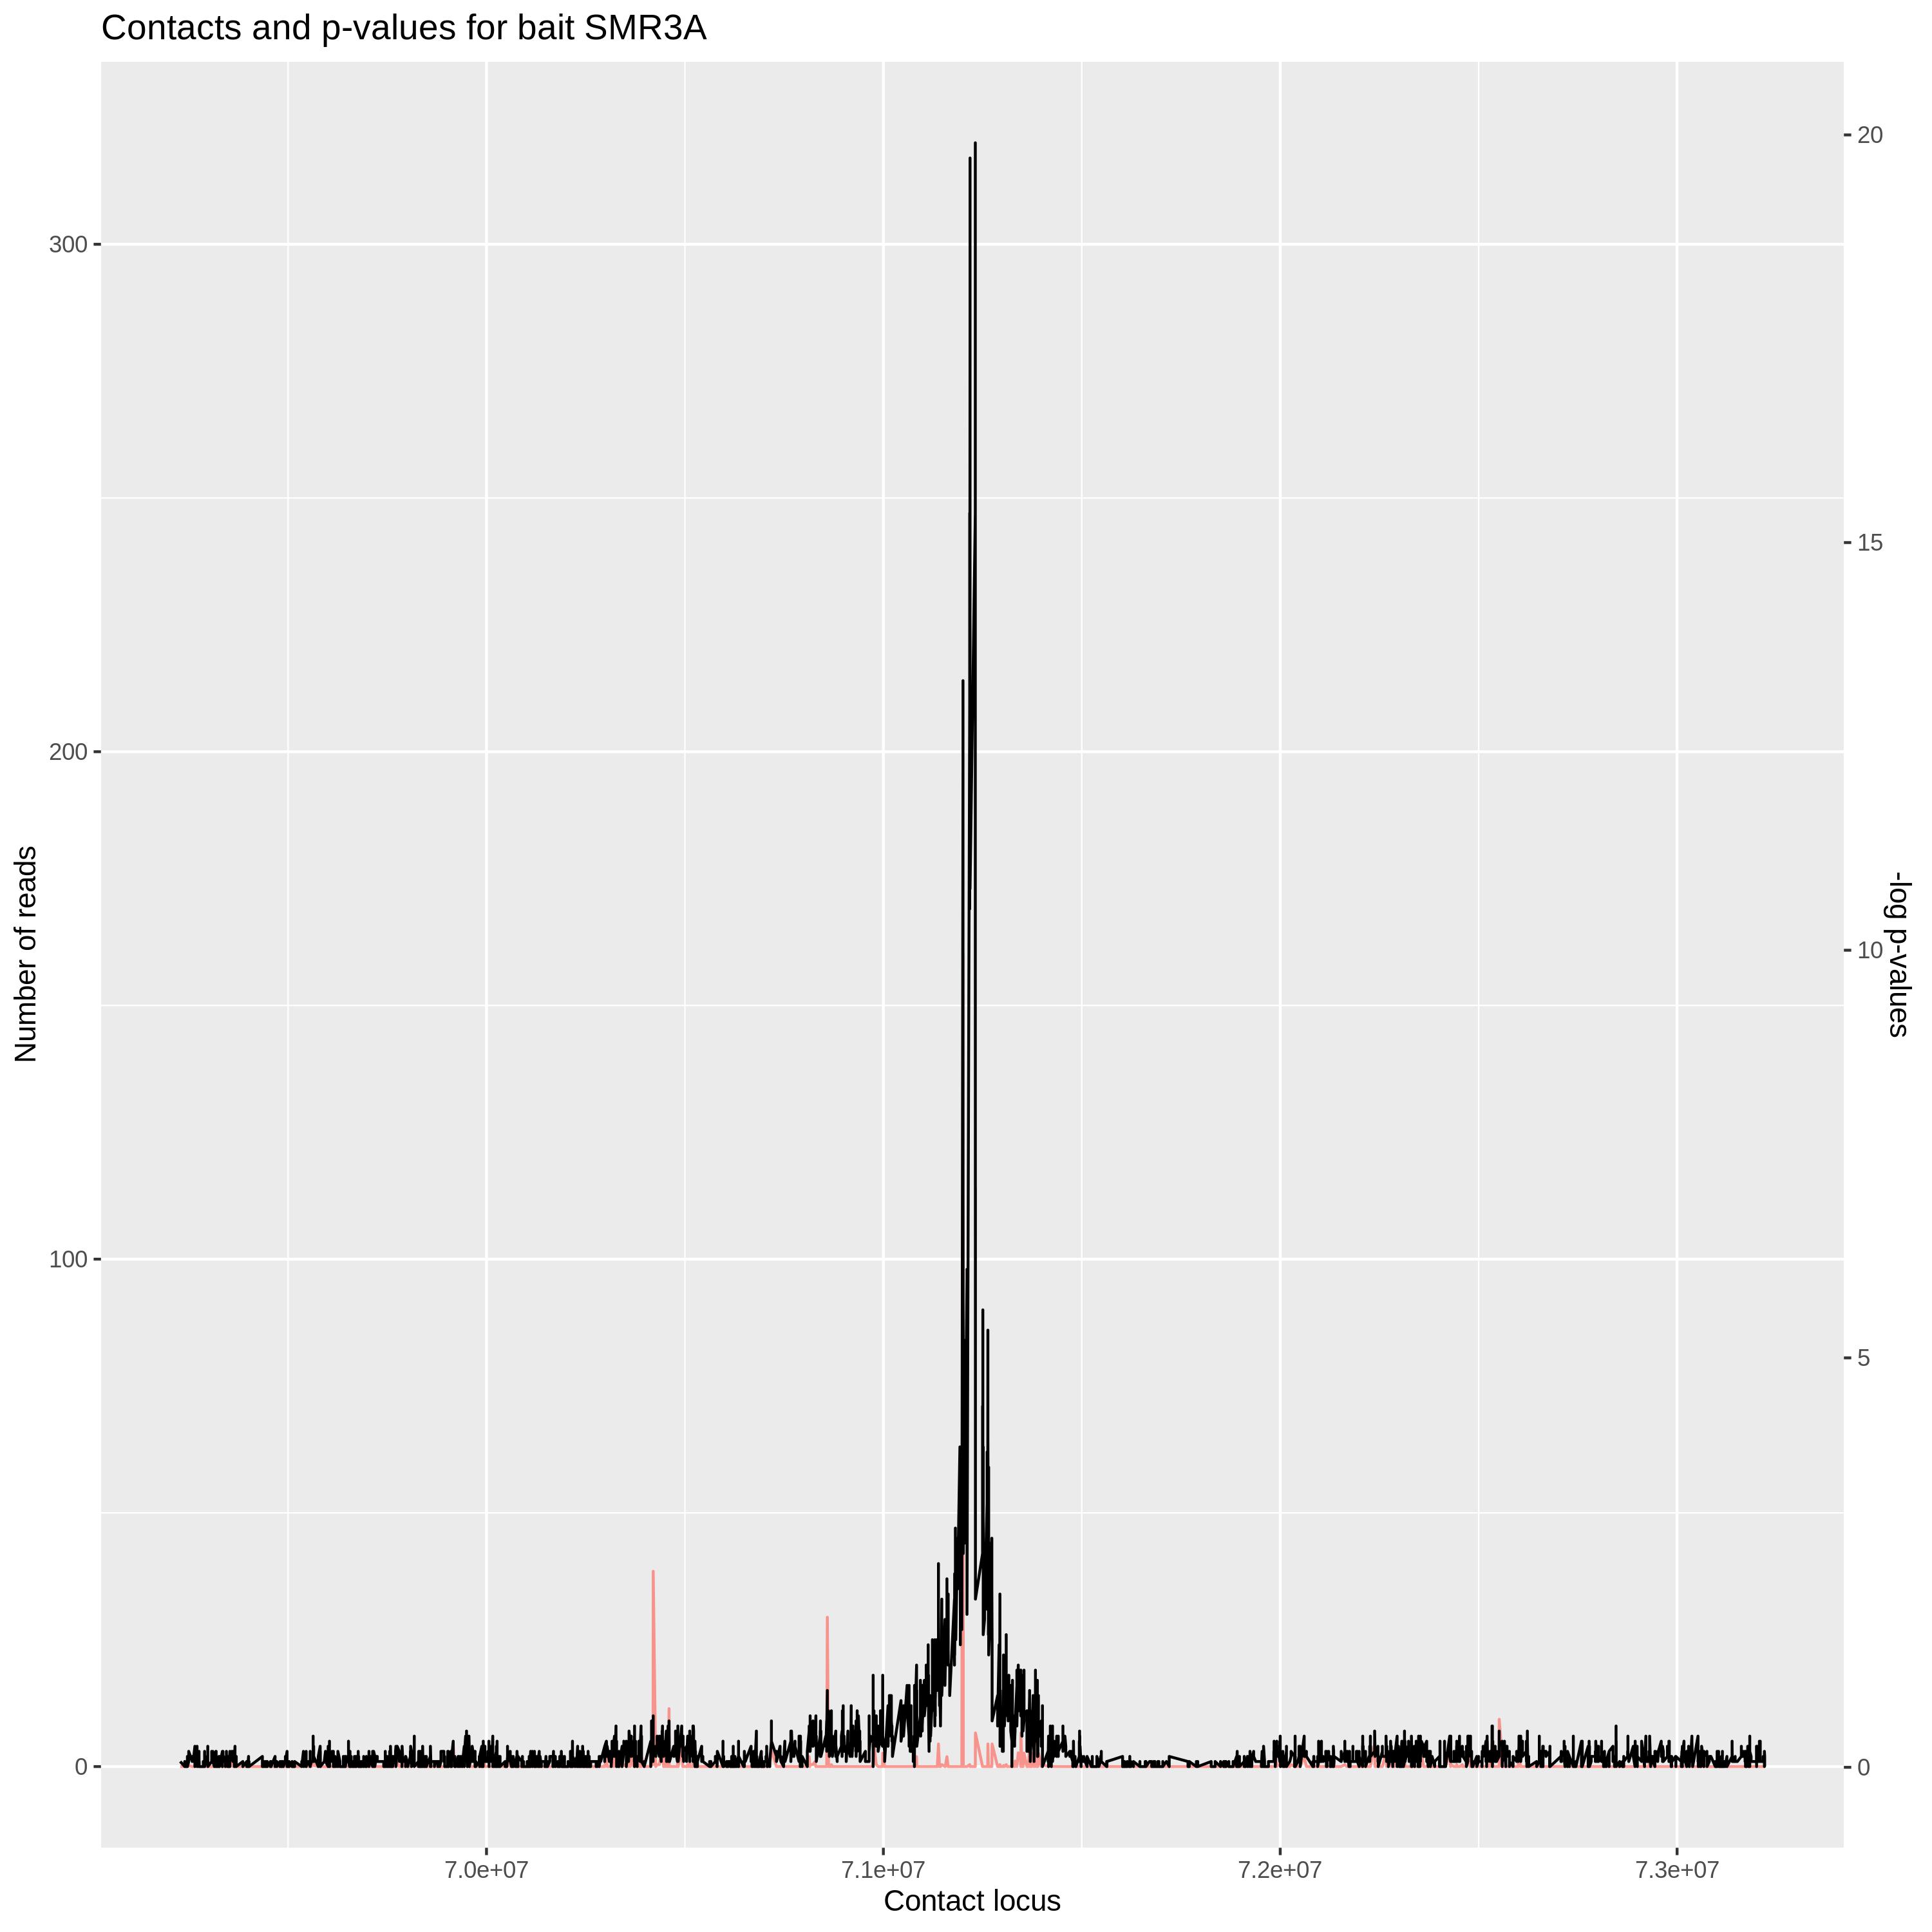 Contacts and p-values for bait SMR3A
300
200
100
0
Number of reads
20
15
10
5
0
-log p-values
7.0e+07
7.1e+07
7.2e+07
7.3e+07
Contact locus